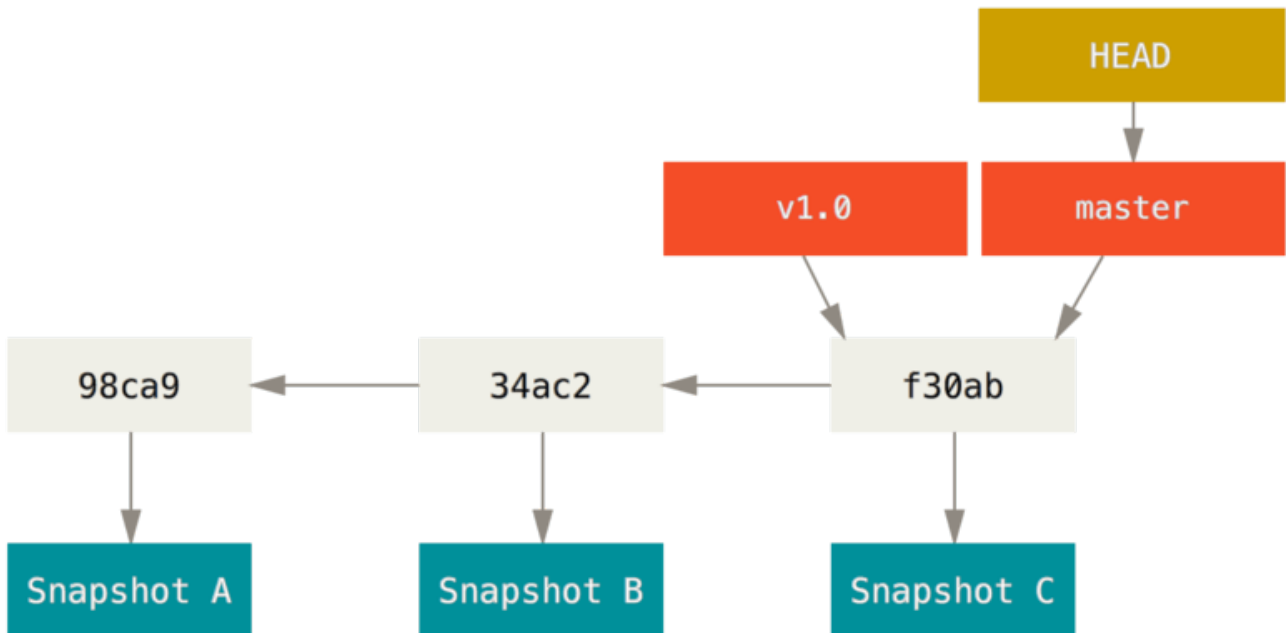 HEAD
v1.0
master
98ca9
34ac2
f30ab
Snapshot A
Snapshot B
Snapshot C